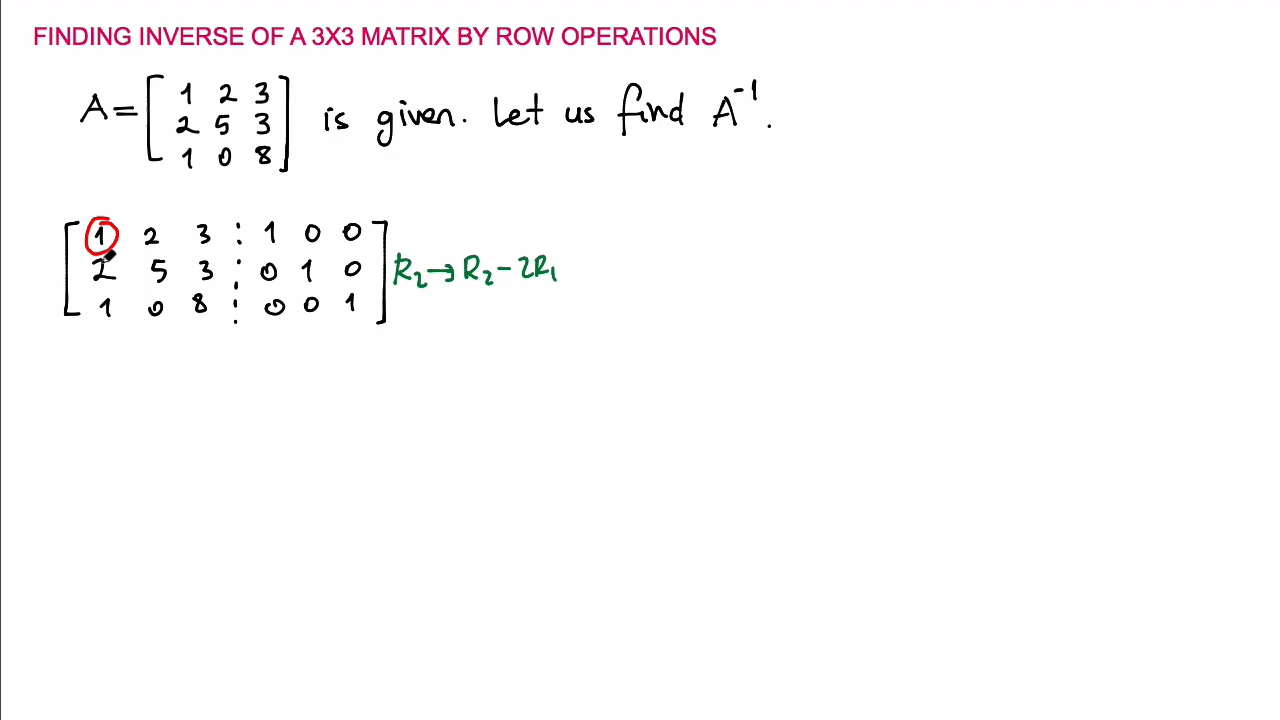 FINDING INVERSE OF A 3X3 MATRIX BY ROW OPERATIONS
A = [1 2 3
2 5 3
1 0 8] is given. Let us find A⁻¹.
[1 2 3 ⋮ 1 0 0
2 5 3 ⋮ 0 1 0
1 0 8 ⋮ 0 0 1] R₂→R₂-2R₁